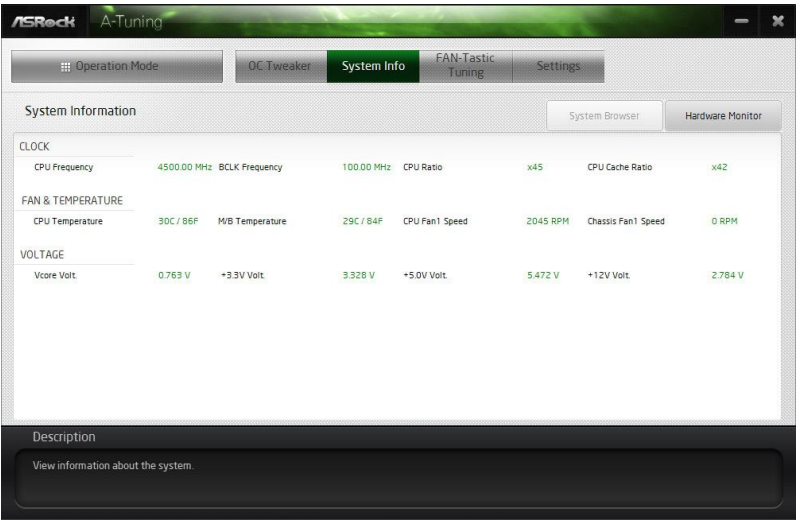 ASRock A-Tuning
Operation Mode OC Tweaker System Info FAN-Tastic Tuning Settings
System Information System Browser Hardware Monitor
CLOCK
CPU Frequency 4500.00 MHz BCLK Frequency 100.00 MHz CPU Ratio x45 CPU Cache Ratio x42
FAN & TEMPERATURE
CPU Temperature 30C / 86F M/B Temperature 29C / 84F CPU Fan1 Speed 2045 RPM Chassis Fan1 Speed 0 RPM
VOLTAGE
Vcore Volt. 0.763 V +3.3V Volt. 3.328 V +5.0V Volt. 5.472 V +12V Volt. 2.784 V
Description
View information about the system.